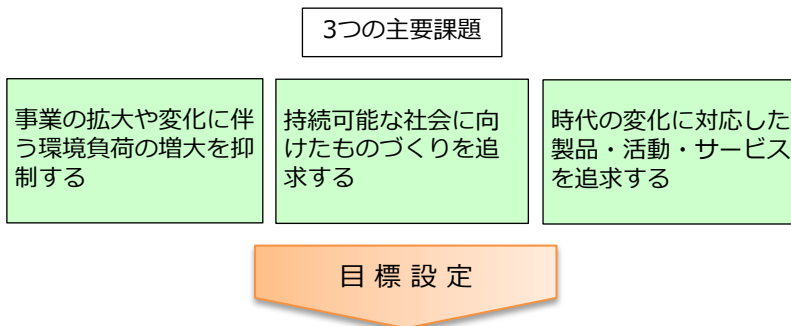 3つの主要課題
事業の拡大や変化に伴
う環境負荷の増大を抑
制する
持続可能な社会に向
けたものづくりを追
求する
時代の変化に対応した
製品・活動・サービス
を追求する
目 標 設 定